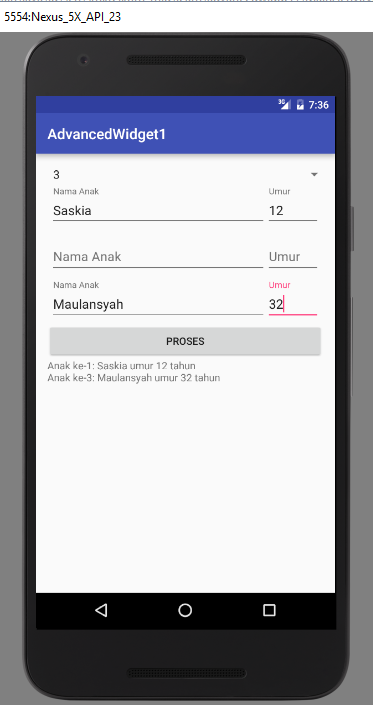 5554:Nexus_5X_API_23
3G 7:36
AdvancedWidget1
3
Nama Anak Umur
Saskia 12
Nama Anak Umur
Nama Anak Umur
Maulansyah 32
PROSES
Anak ke-1: Saskia umur 12 tahun
Anak ke-3: Maulansyah umur 32 tahun